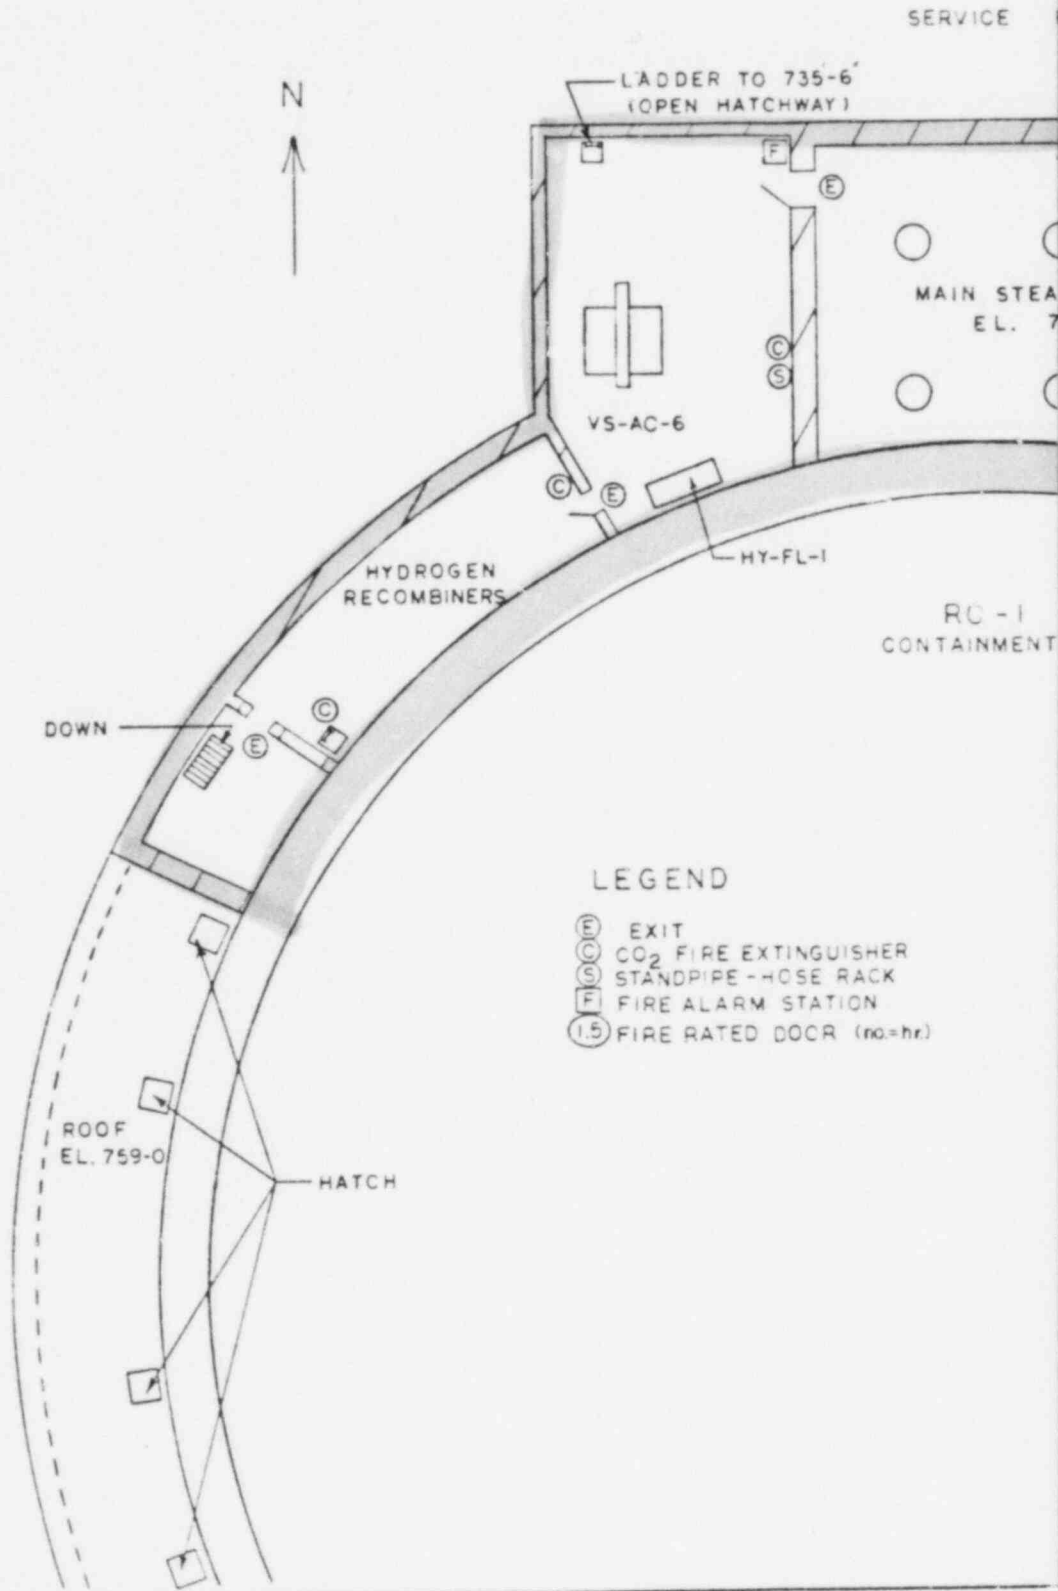 SERVICE
LADDER TO 735'-6"
(OPEN HATCHWAY)
N
F
E
MAIN STEA
EL. 7
C
S
VS-AC-6
C
E
HY-FL-1
HYDROGEN
RECOMBINERS
RC-1
CONTAINMENT
C
DOWN
E
LEGEND
E EXIT
C CO2 FIRE EXTINGUISHER
S STANDPIPE-HOSE RACK
F FIRE ALARM STATION
1.5 FIRE RATED DOOR (no.=hr.)
ROOF
EL. 759-0
HATCH